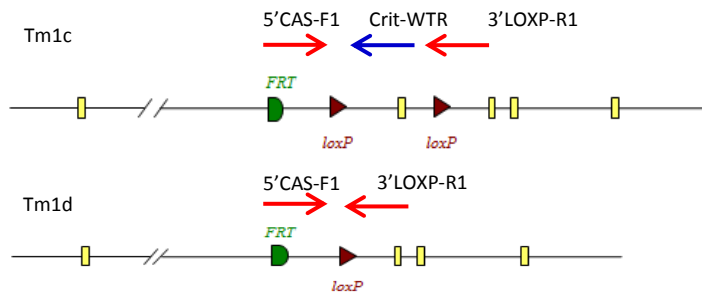 5'CAS-F1 Crit-WTR 3'LOXP-R1
Tm1c
FRT
loxP loxP
5'CAS-F1 3'LOXP-R1
Tm1d
FRT
loxP